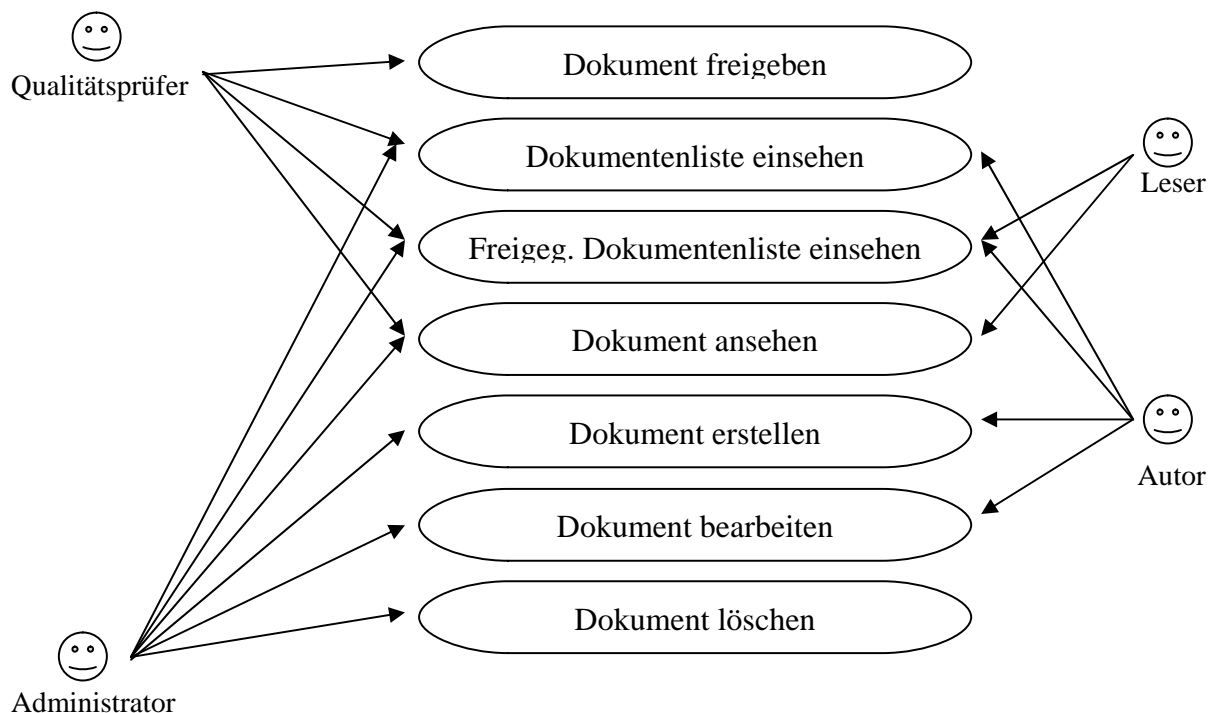 Qualitätsprüfer
Dokument freigeben
Dokumentenliste einsehen
Leser
Freigeg. Dokumentenliste einsehen
Dokument ansehen
Dokument erstellen
Autor
Dokument bearbeiten
Dokument löschen
Administrator